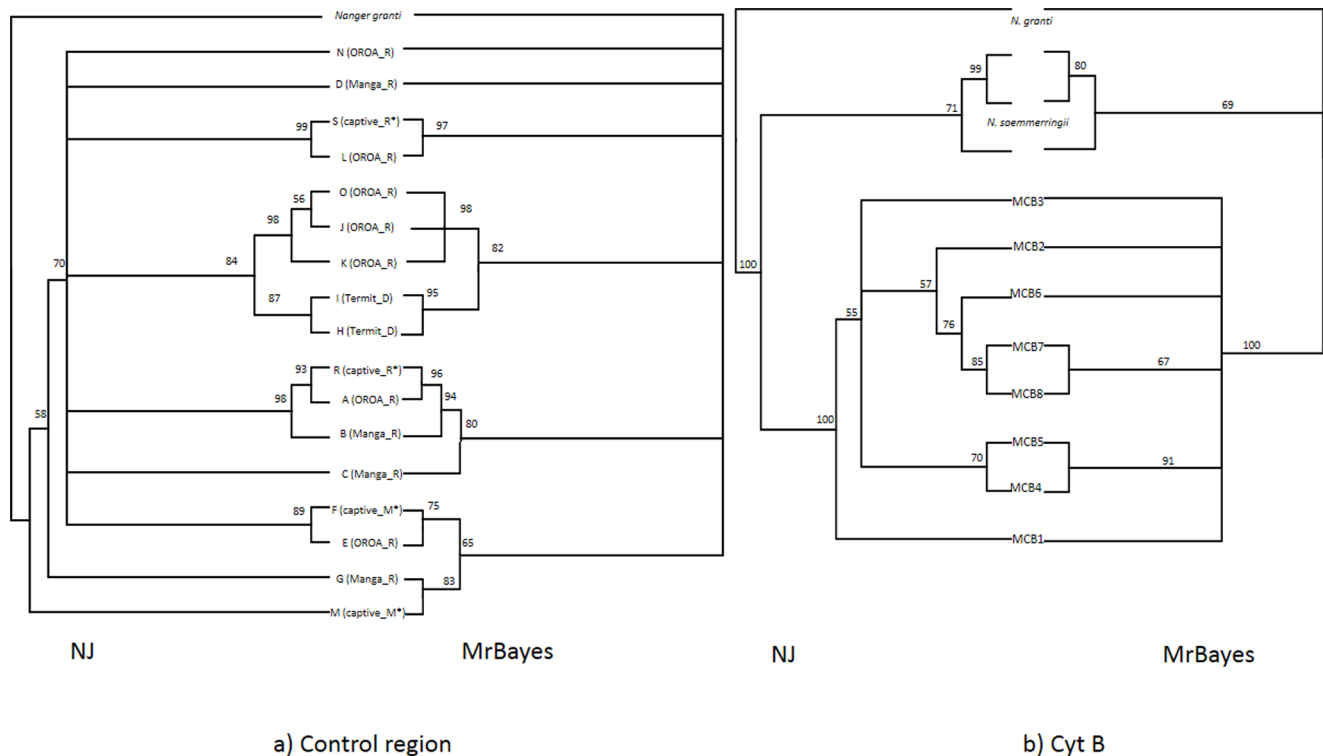 Nanger granti
N (OROA_R)
D (Manga_R)
S (captive_R*)
99
97
L (OROA_R)
O (OROA_R)
56
98
98
J (OROA_R)
84
82
K (OROA_R)
70
I (Termit_D)
87
95
H (Termit_D)
R (captive_R*)
93
96
A (OROA_R)
98
94
58
80
B (Manga_R)
C (Manga_R)
F (captive_M*)
89
75
E (OROA_R)
65
G (Manga_R)
83
M (captive_M*)
NJ
MrBayes
a) Control region
N. granti
99
80
71
69
N. soemmerringii
MCB3
MCB2
100
57
MCB6
55
76
MCB7
100
85
67
MCB8
100
MCB5
70
91
MCB4
MCB1
NJ
MrBayes
b) Cyt B